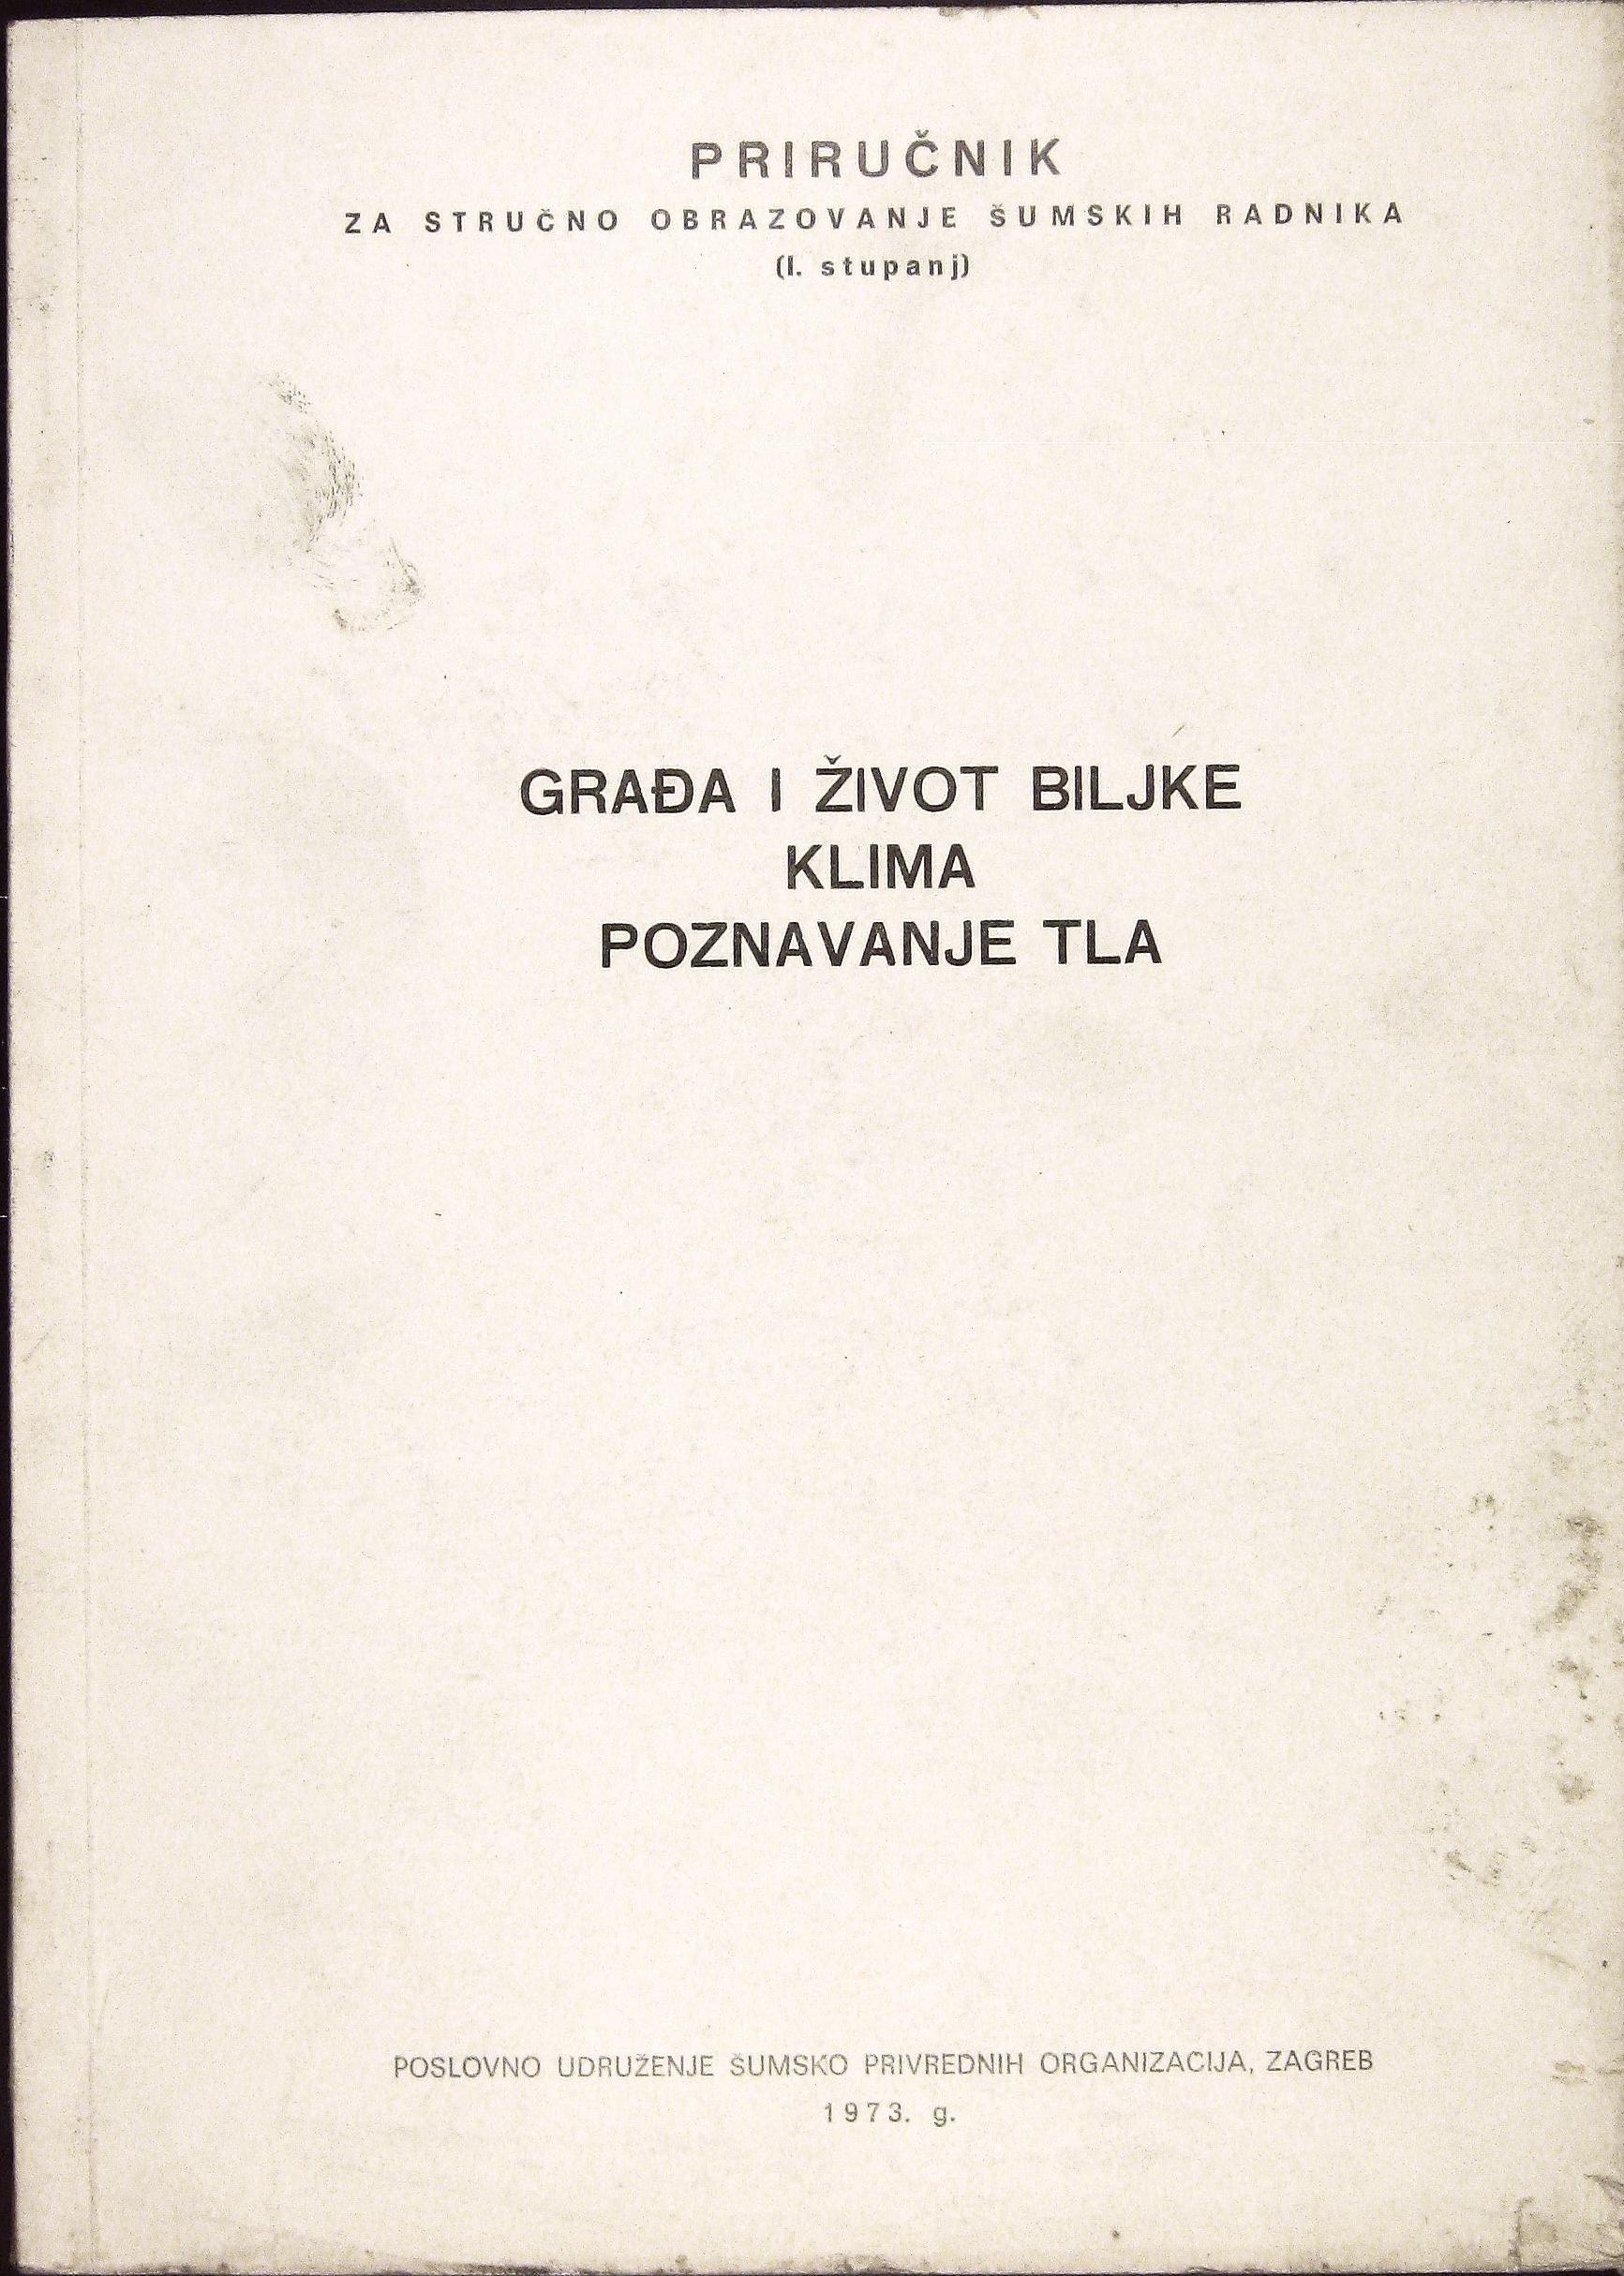 PRIRUČNIK
ZA STRUČNO OBRAZOVANJE ŠUMSKIH RADNIKA
(I. stupanj)
GRAĐA I ŽIVOT BILJKE
KLIMA
POZNAVANJE TLA
POSLOVNO UDRUŽENJE ŠUMSKO PRIVREDNIH ORGANIZACIJA, ZAGREB
1973. g.